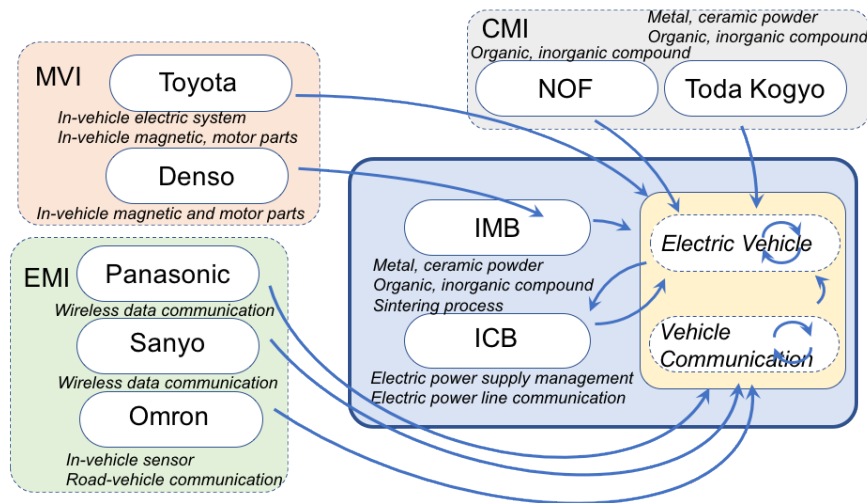 MVI
Toyota
In-vehicle electric system
In-vehicle magnetic, motor parts
Denso
In-vehicle magnetic and motor parts
CMI
Metal, ceramic powder
Organic, inorganic compound
Organic, inorganic compound
NOF
Toda Kogyo
EMI
Panasonic
Wireless data communication
Sanyo
Wireless data communication
Omron
In-vehicle sensor
Road-vehicle communication
IMB
Metal, ceramic powder
Organic, inorganic compound
Sintering process
ICB
Electric power supply management
Electric power line communication
Electric Vehicle
Vehicle
Communication